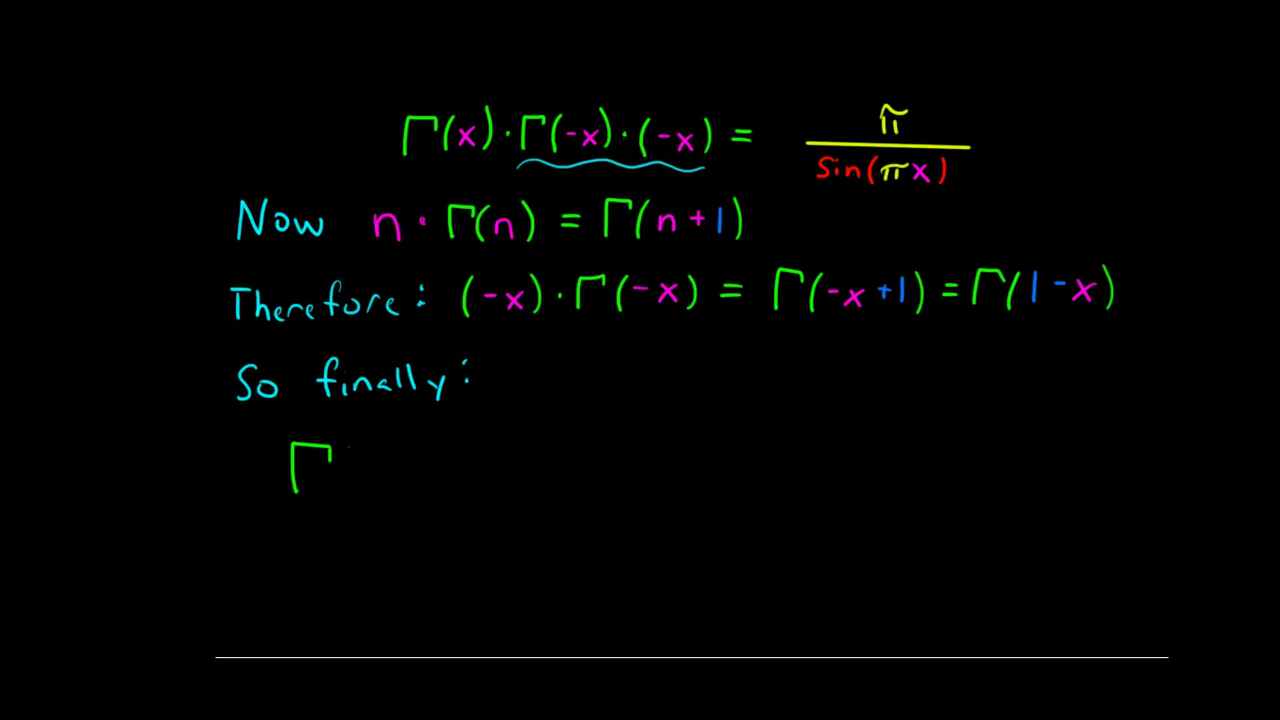 Γ(x)·Γ(-x)·(-x) = π / sin(πx)
Now n·Γ(n) = Γ(n+1)
Therefore: (-x)·Γ(-x) = Γ(-x+1) = Γ(1-x)
So finally:
Γ